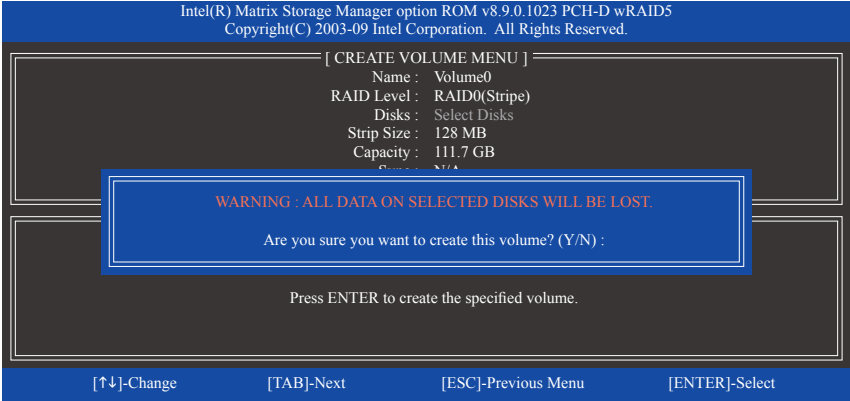 Intel(R) Matrix Storage Manager option ROM v8.9.0.1023 PCH-D wRAID5
Copyright(C) 2003-09 Intel Corporation. All Rights Reserved.
[ CREATE VOLUME MENU ]
Name : Volume0
RAID Level : RAID0(Stripe)
Disks : Select Disks
Strip Size : 128 MB
Capacity : 111.7 GB
Sync : N/A
WARNING : ALL DATA ON SELECTED DISKS WILL BE LOST.
Are you sure you want to create this volume? (Y/N) :
Press ENTER to create the specified volume.
[↑↓]-Change [TAB]-Next [ESC]-Previous Menu [ENTER]-Select